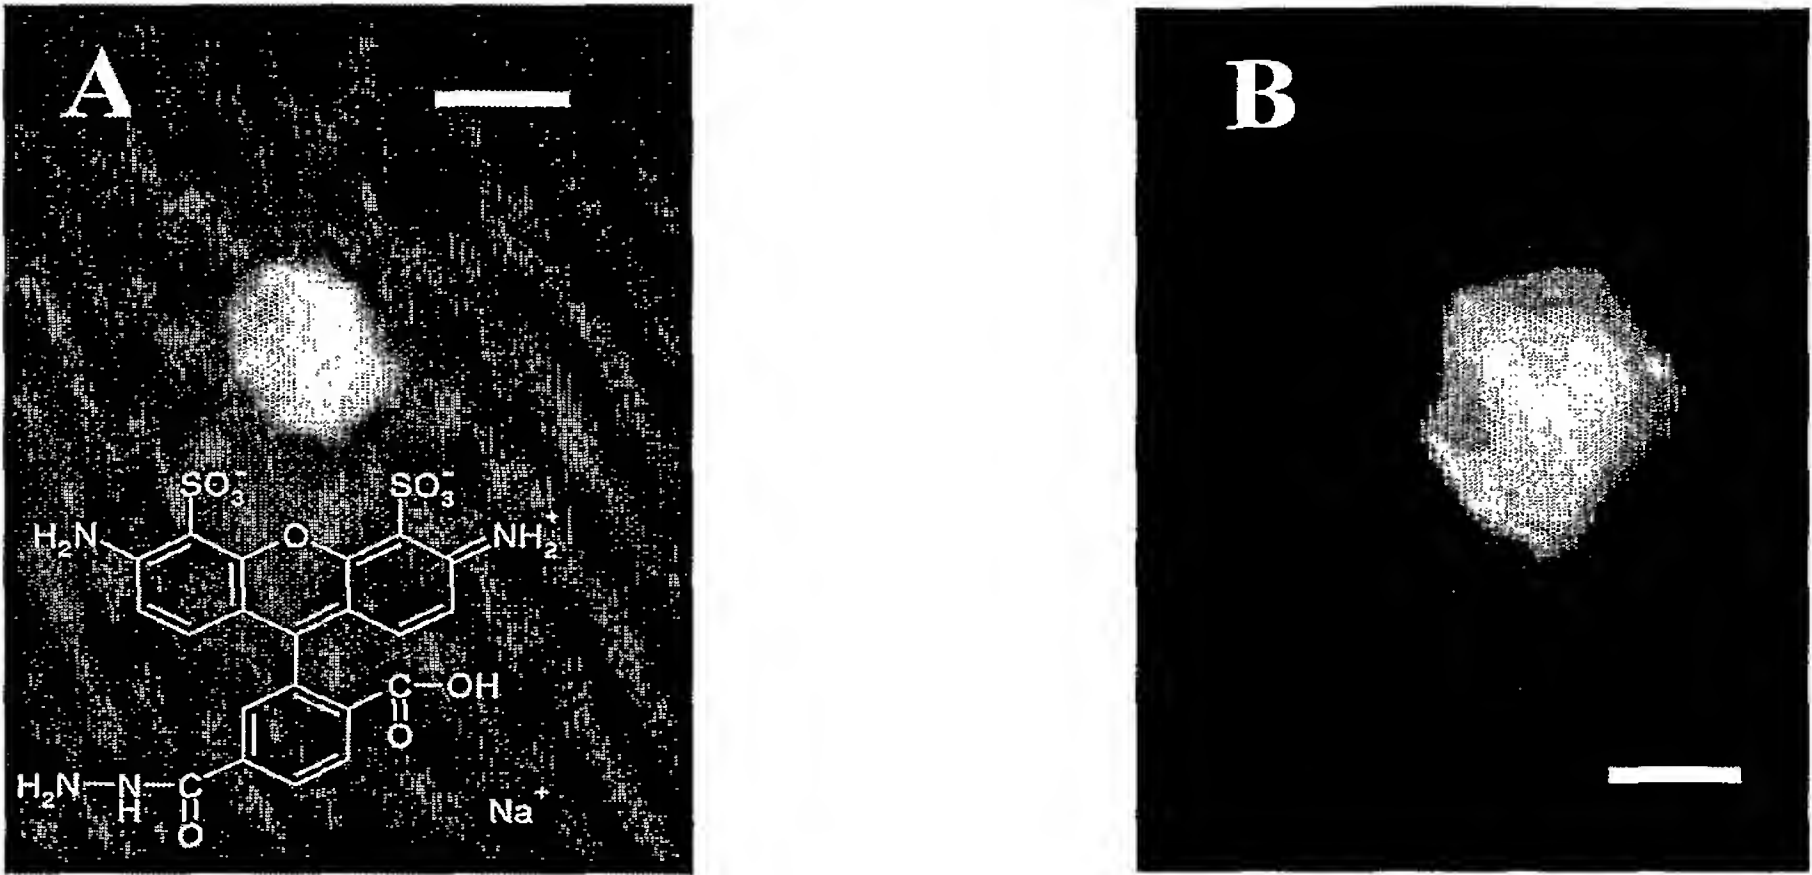 A
B
SO₃⁻ SO₃⁻
H₂N O NH₂⁺
C—OH
O
H₂N—N—C
H
O
Na⁺